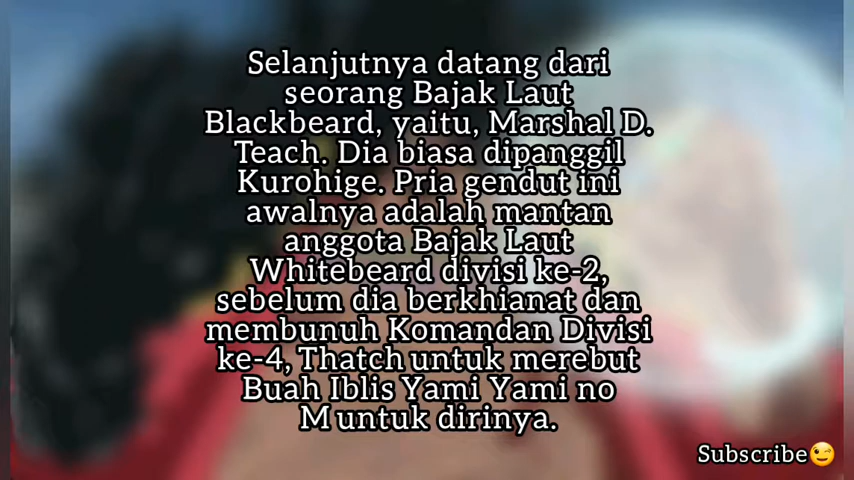 Selanjutnya datang dari
seorang Bajak Laut
Blackbeard, yaitu, Marshal D.
Teach. Dia biasa dipanggil
Kurohige. Pria gendut ini
awalnya adalah mantan
anggota Bajak Laut
Whitebeard divisi ke-2,
sebelum dia berkhianat dan
membunuh Komandan Divisi
ke-4, Thatch untuk merebut
Buah Iblis Yami Yami no
M untuk dirinya.
Subscribe😉